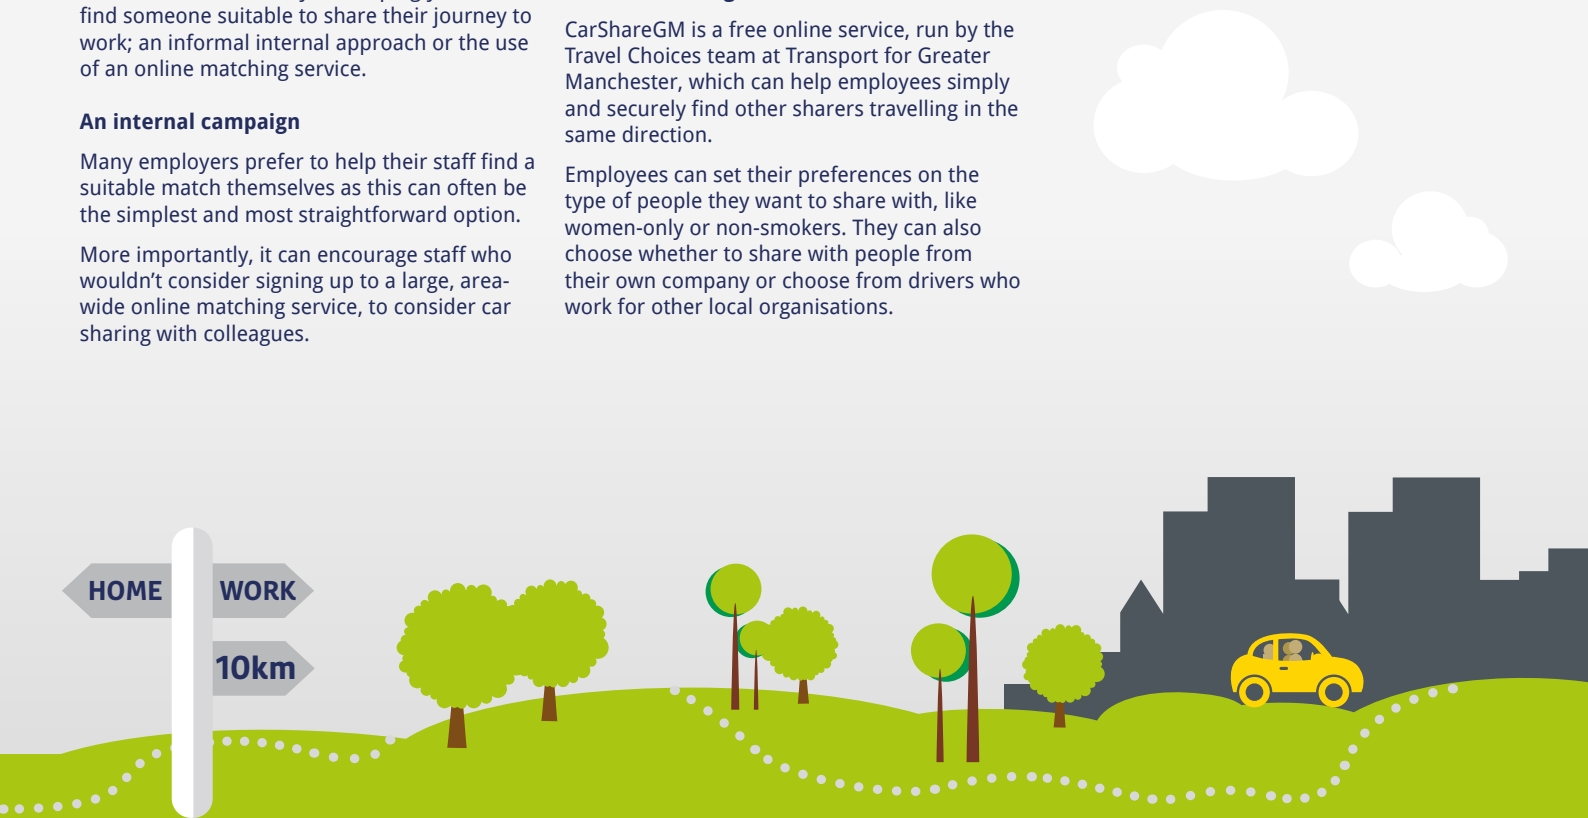 find someone suitable to share their journey to
work; an informal internal approach or the use
of an online matching service.
An internal campaign
Many employers prefer to help their staff find a
suitable match themselves as this can often be
the simplest and most straightforward option.
More importantly, it can encourage staff who
wouldn’t consider signing up to a large, area-
wide online matching service, to consider car
sharing with colleagues.
CarShareGM is a free online service, run by the
Travel Choices team at Transport for Greater
Manchester, which can help employees simply
and securely find other sharers travelling in the
same direction.
Employees can set their preferences on the
type of people they want to share with, like
women-only or non-smokers. They can also
choose whether to share with people from
their own company or choose from drivers who
work for other local organisations.
HOME
WORK
10km